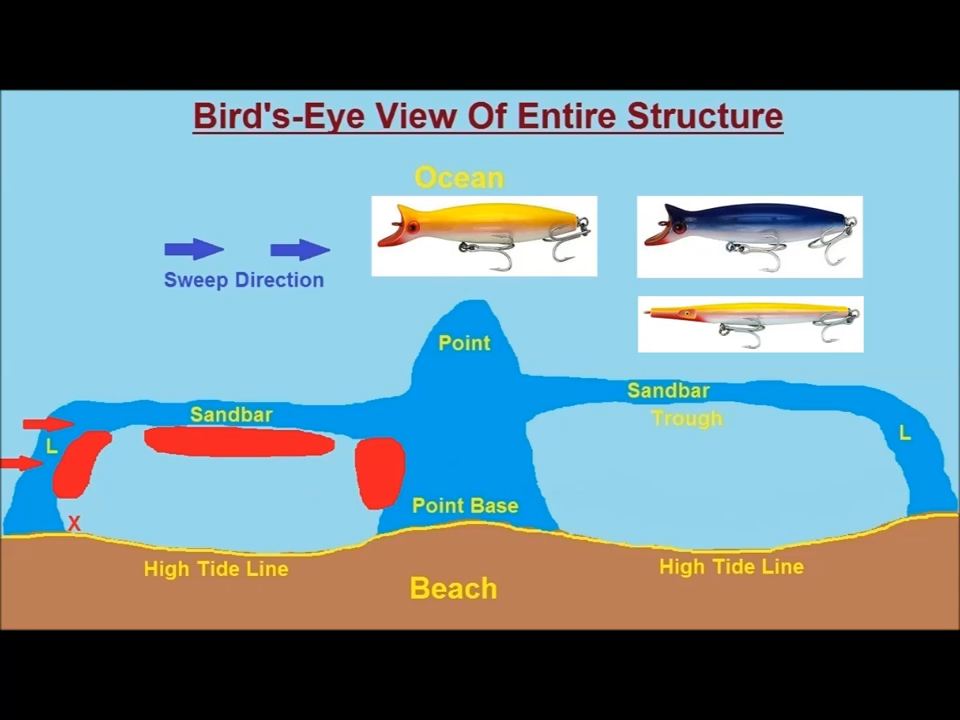 Bird's-Eye View Of Entire Structure
Ocean
Sweep Direction
Point
Sandbar
Sandbar
Trough
L
L
Point Base
X
High Tide Line
High Tide Line
Beach